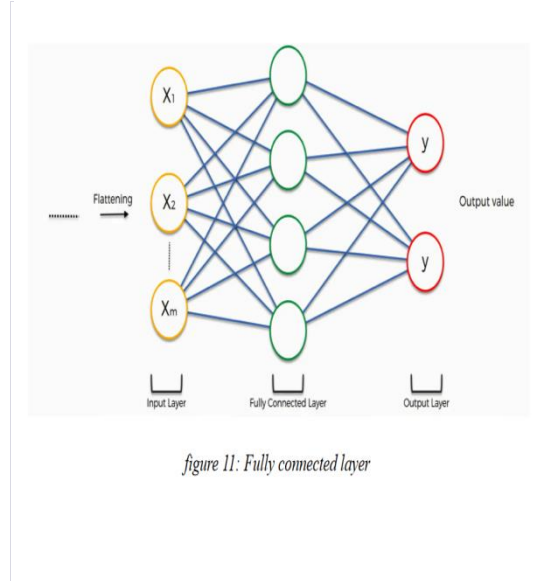 X1
Flattening
X2
Xm
y
y
Output value
Input Layer
Fully Connected Layer
Output Layer
figure 11: Fully connected layer